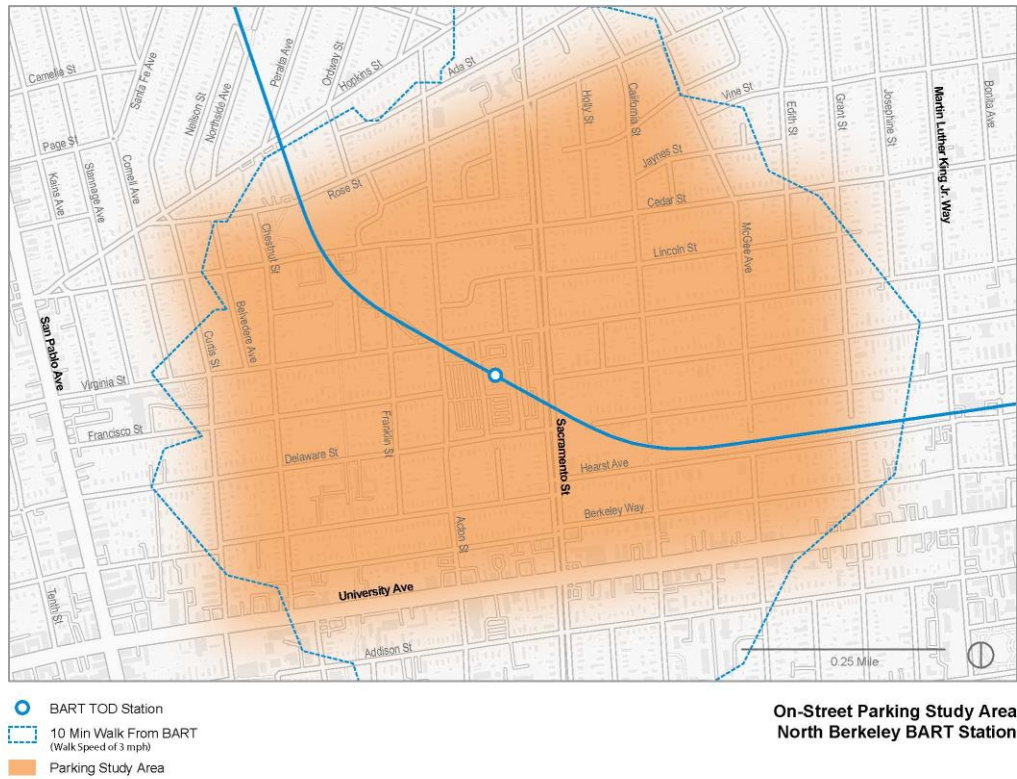 Camelia St
Santa Fe Ave
Neilson St
Northside Ave
Peralta Ave
Ordway St
Hopkins St
Ada St
Holly St
California St
Vine St
Edith St
Grant St
Josephine St
Martin Luther King Jr. Way
Bonita Ave
Page St
Kains Ave
Stannage Ave
Cornell Ave
Rose St
Jaynes St
Cedar St
Chestnut St
Lincoln St
McGee Ave
San Pablo Ave
Belvedere Ave
Curtis St
Virginia St
Francisco St
Franklin St
Delaware St
Sacramento St
Hearst Ave
Berkeley Way
Acton St
University Ave
Tenth St
Addison St
0.25 Mile
BART TOD Station
10 Min Walk From BART
(Walk Speed of 3 mph)
Parking Study Area
On-Street Parking Study Area
North Berkeley BART Station